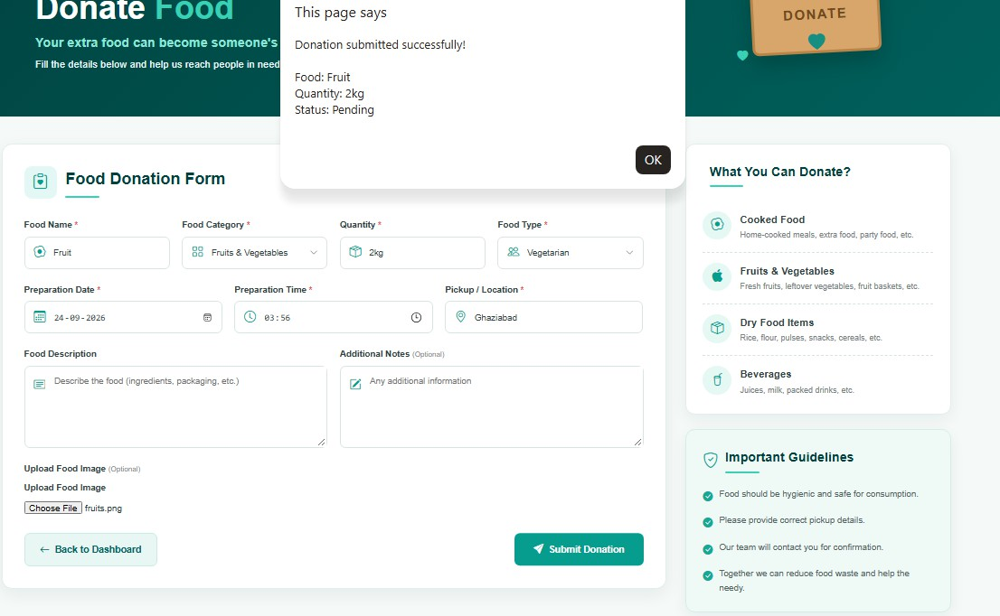 Donate Food
Your extra food can become someone's
Fill the details below and help us reach people in need
DONATE
This page says
Donation submitted successfully!
Food: Fruit
Quantity: 2kg
Status: Pending
OK
Food Donation Form
Food Name *
Food Category *
Quantity *
Food Type *
Fruit
Fruits & Vegetables
2kg
Vegetarian
Preparation Date *
Preparation Time *
Pickup / Location *
24-09-2026
03:56
Ghaziabad
Food Description
Additional Notes (Optional)
Describe the food (ingredients, packaging, etc.)
Any additional information
Upload Food Image (Optional)
Upload Food Image
Choose File fruits.png
← Back to Dashboard
Submit Donation
What You Can Donate?
Cooked Food
Home-cooked meals, extra food, party food, etc.
Fruits & Vegetables
Fresh fruits, leftover vegetables, fruit baskets, etc.
Dry Food Items
Rice, flour, pulses, snacks, cereals, etc.
Beverages
Juices, milk, packed drinks, etc.
Important Guidelines
Food should be hygienic and safe for consumption.
Please provide correct pickup details.
Our team will contact you for confirmation.
Together we can reduce food waste and help the
needy.